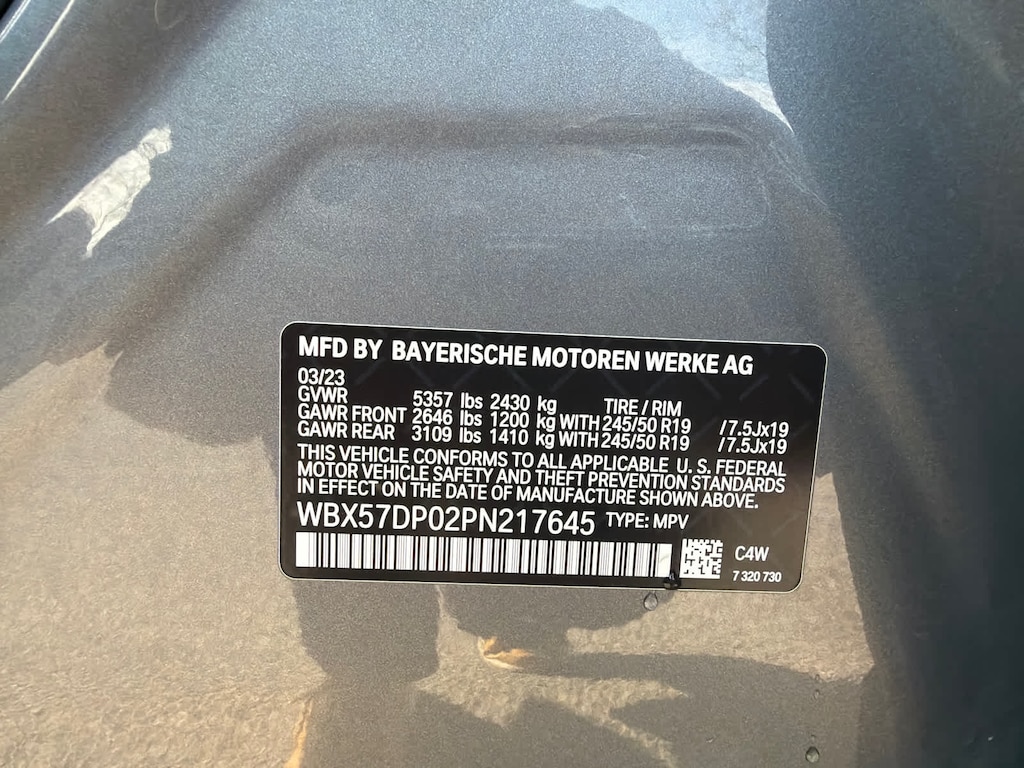 MFD BY BAYERISCHE MOTOREN WERKE AG
03/23
GVWR 5357 lbs 2430 kg TIRE / RIM
GAWR FRONT 2646 lbs 1200 kg WITH 245/50 R19 /7.5Jx19
GAWR REAR 3109 lbs 1410 kg WITH 245/50 R19 /7.5Jx19
THIS VEHICLE CONFORMS TO ALL APPLICABLE U. S. FEDERAL
MOTOR VEHICLE SAFETY AND THEFT PREVENTION STANDARDS
IN EFFECT ON THE DATE OF MANUFACTURE SHOWN ABOVE.
WBX57DP02PN217645 TYPE: MPV
C4W
7 320 730